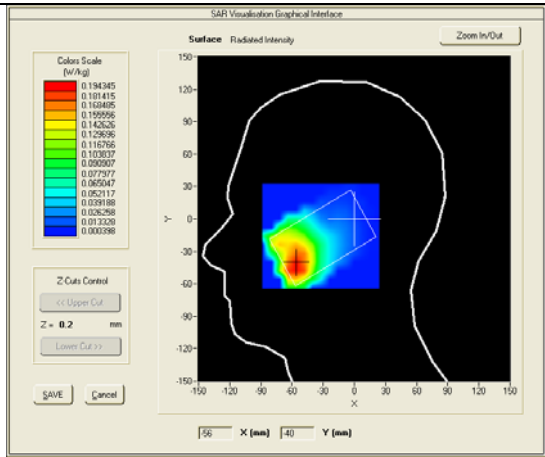 SAR Visualisation Graphical Interface
Surface Radiated Intensity
Zoom In/Out
Colors Scale
(W/kg)
0.194345
0.181415
0.168485
0.155556
0.142626
0.129696
0.116766
0.103837
0.090907
0.077977
0.065047
0.052117
0.039188
0.026258
0.013328
0.000398
Z Cuts Control
<< Upper Cut
Z = 0.2 mm
Lower Cut >>
SAVE
Cancel
150
120
90
60
30
0
-30
-60
-90
-120
-150
Y
-150 -120 -90 -60 -30 0 30 60 90 120 150
X
-56 X (mm) -40 Y (mm)